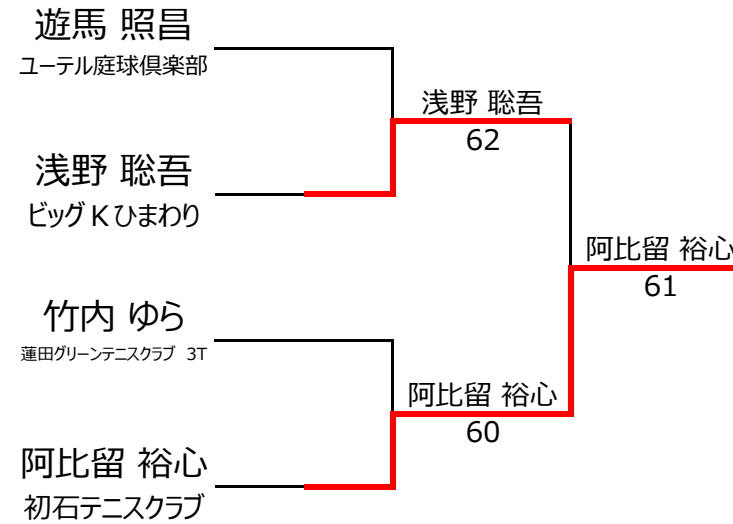 遊馬 照昌
ユーテル庭球倶楽部
浅野 聡吾
62
浅野 聡吾
ビッグKひまわり
阿比留 裕心
61
竹内 ゆら
蓮田グリーンテニスクラブ 3T
阿比留 裕心
60
阿比留 裕心
初石テニスクラブ